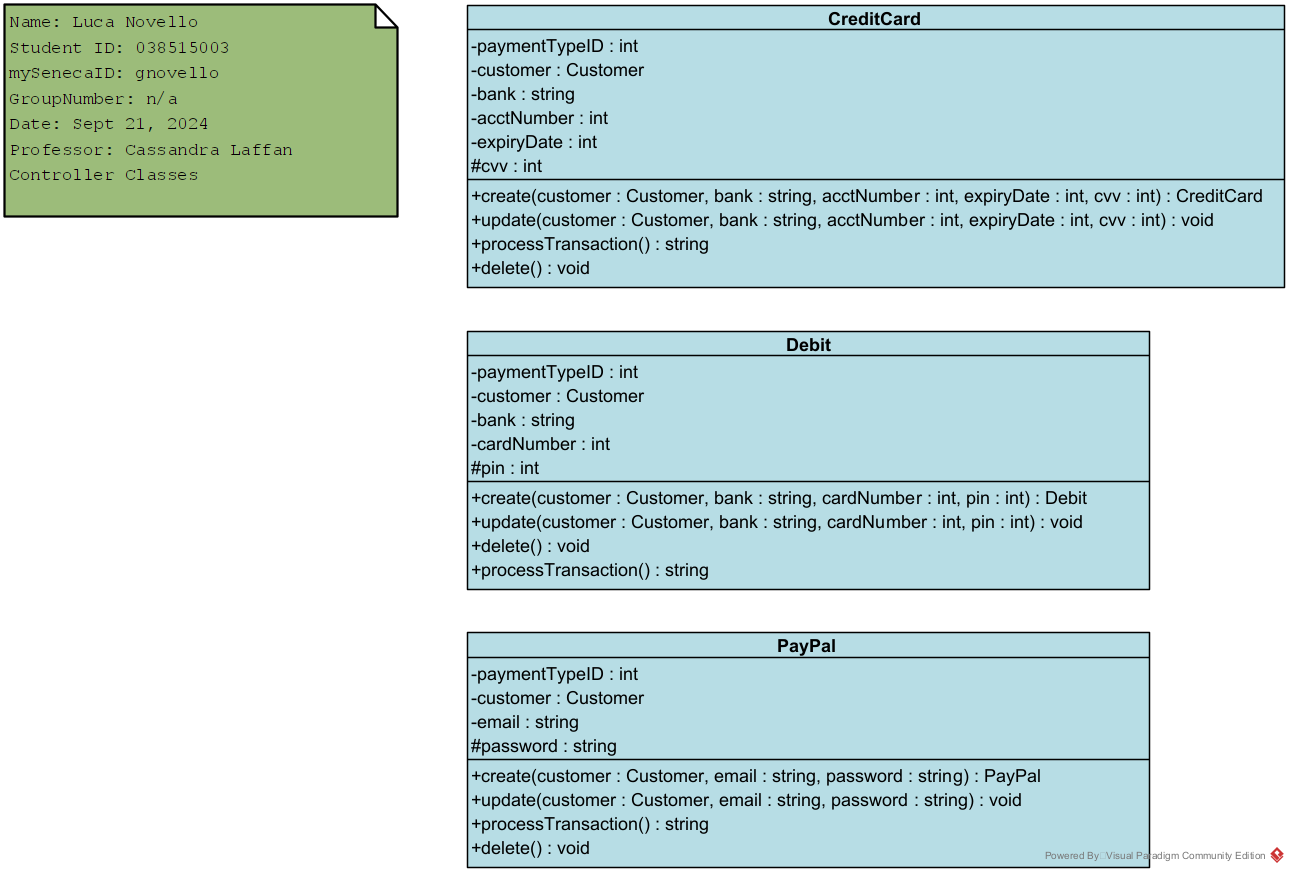 Name: Luca Novello
Student ID: 038515003
mySenecaID: gnovello
GroupNumber: n/a
Date: Sept 21, 2024
Professor: Cassandra Laffan
Controller Classes
CreditCard
-paymentTypeID : int
-customer : Customer
-bank : string
-acctNumber : int
-expiryDate : int
#cvv : int
+create(customer : Customer, bank : string, acctNumber : int, expiryDate : int, cvv : int) : CreditCard
+update(customer : Customer, bank : string, acctNumber : int, expiryDate : int, cvv : int) : void
+processTransaction() : string
+delete() : void
Debit
-paymentTypeID : int
-customer : Customer
-bank : string
-cardNumber : int
#pin : int
+create(customer : Customer, bank : string, cardNumber : int, pin : int) : Debit
+update(customer : Customer, bank : string, cardNumber : int, pin : int) : void
+delete() : void
+processTransaction() : string
PayPal
-paymentTypeID : int
-customer : Customer
-email : string
#password : string
+create(customer : Customer, email : string, password : string) : PayPal
+update(customer : Customer, email : string, password : string) : void
+processTransaction() : string
+delete() : void
Powered By Visual Paradigm Community Edition